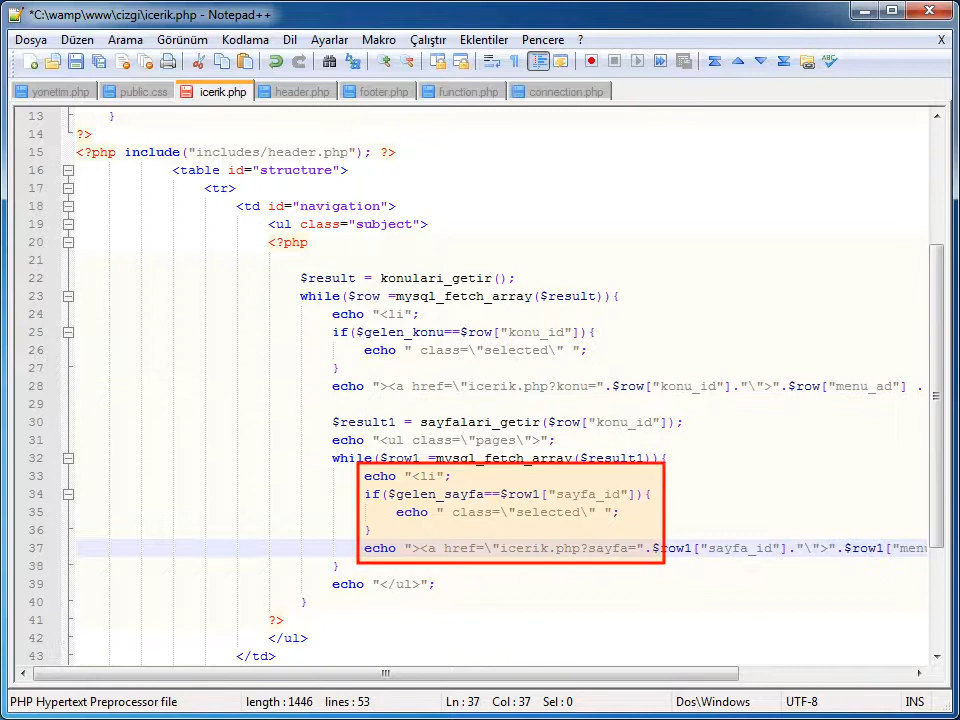 *C:\wamp\www\cizgi\icerik.php - Notepad++
Dosya Düzen Arama Görünüm Kodlama Dil Ayarlar Makro Çalıştır Eklentiler Pencere ? X
yonetim.php public.css icerik.php header.php footer.php function.php connection.php
13 }
14 ?>
15 <?php include("includes/header.php"); ?>
16 <table id="structure">
17 <tr>
18 <td id="navigation">
19 <ul class="subject">
20 <?php
21
22 $result = konulari_getir();
23 while($row =mysql_fetch_array($result)){
24 echo "<li";
25 if($gelen_konu==$row["konu_id"]){
26 echo " class=\"selected\" ";
27 }
28 echo "><a href=\"icerik.php?konu=".$row["konu_id"]."\">".$row["menu_ad"] .
29
30 $result1 = sayfalari_getir($row["konu_id"]);
31 echo "<ul class=\"pages\">";
32 while($row1 =mysql_fetch_array($result1)){
33 echo "<li";
34 if($gelen_sayfa==$row1["sayfa_id"]){
35 echo " class=\"selected\" ";
36 }
37 echo "><a href=\"icerik.php?sayfa=".$row1["sayfa_id"]."\">".$row1["menu
38 }
39 echo "</ul>";
40 }
41 ?>
42 </ul>
43 </td>
PHP Hypertext Preprocessor file length : 1446 lines : 53 Ln : 37 Col : 37 Sel : 0 Dos\Windows UTF-8 INS